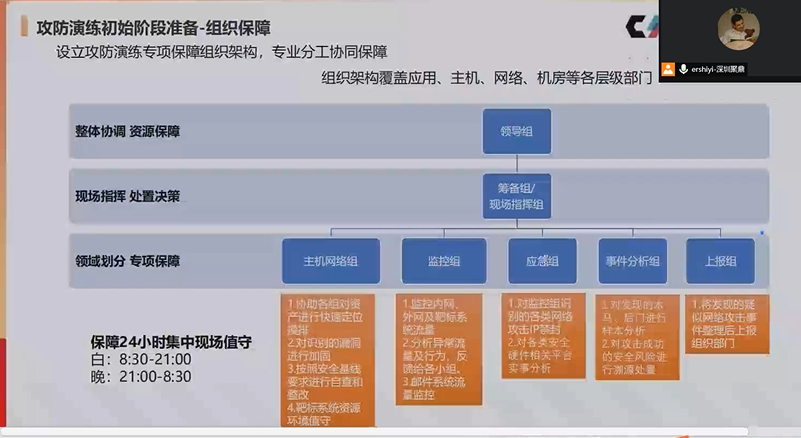 攻防演练初始阶段准备-组织保障
设立攻防演练专项保障组织架构，专业分工协同保障
组织架构覆盖应用、主机、网络、机房等各层级部门
ershiyi-深圳聚鼎
整体协调 资源保障
领导组
现场指挥 处置决策
筹备组/
现场指挥组
领域划分 专项保障
主机网络组
监控组
应急组
事件分析组
上报组
1.协助各组对资
产进行快速定位
摸排
2.对识别的漏洞
进行加固
3.按照安全基线
要求进行自查和
整改
4.靶标系统资源
环境值守
1.监控内网、
外网及靶标系
统流量
2.分析异常流
量及行为，反
馈给各小组。
3.邮件系统流
量监控
1.对监控组识
别的各类网络
攻击IP禁封
2.对各类安全
硬件相关平台
实事分析
1.对发现的木
马、后门进行
样本分析
2.对攻击成功
的安全风险进
行溯源处置
1.将发现的疑
似网络攻击事
件整理后上报
组织部门
保障24小时集中现场值守
白：8:30-21:00
晚：21:00-8:30